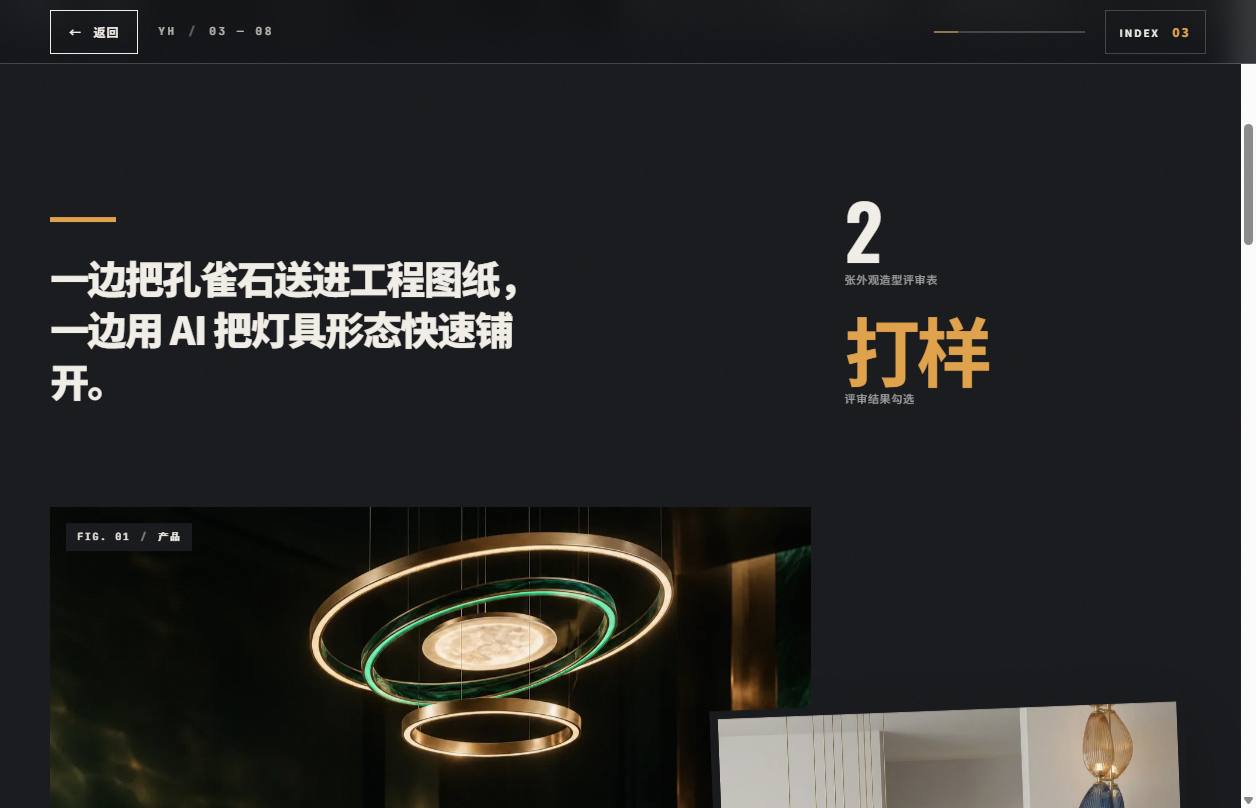 ← 返回
YH / 03 — 08
INDEX 03
一边把孔雀石送进工程图纸，
一边用 AI 把灯具形态快速铺
开。
2
张外观造型评审表
打样
评审结果勾选
FIG. 01 / 产品